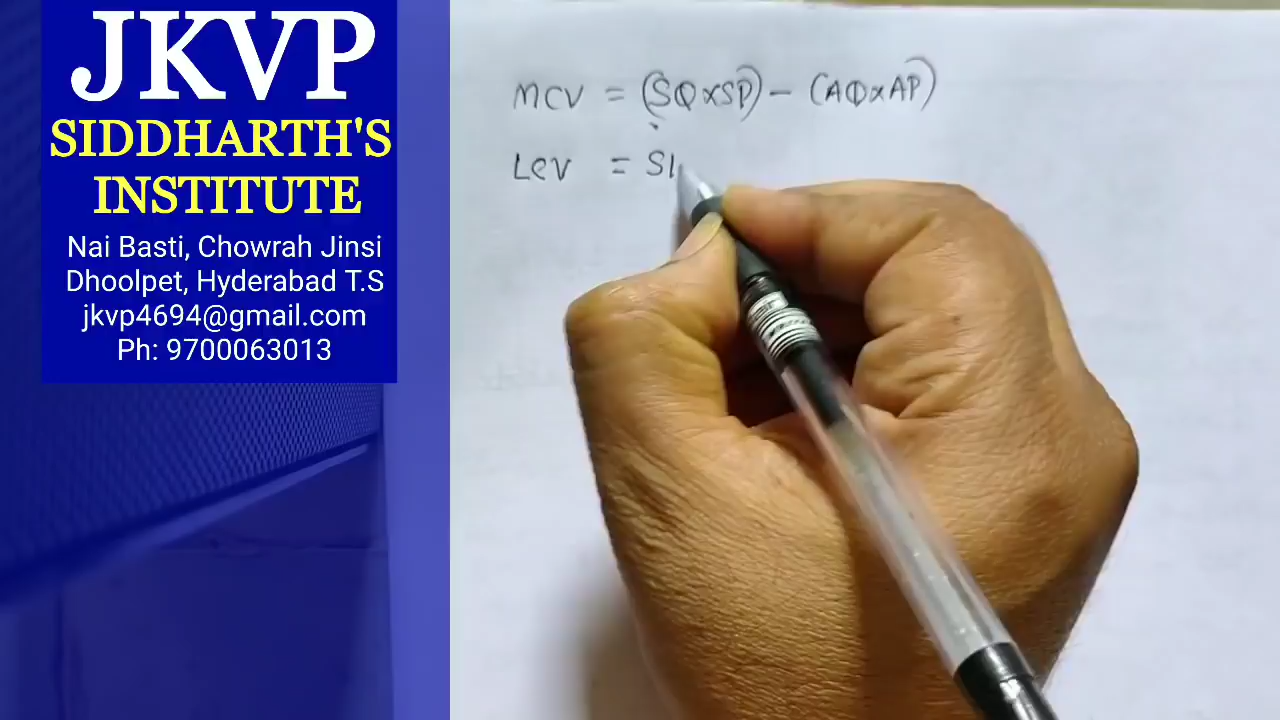 JKVP
SIDDHARTH'S
INSTITUTE
Nai Basti, Chowrah Jinsi
Dhoolpet, Hyderabad T.S
jkvp4694@gmail.com
Ph: 9700063013
MCV = (SQ×SP) - (AQ×AP)
LCV = S